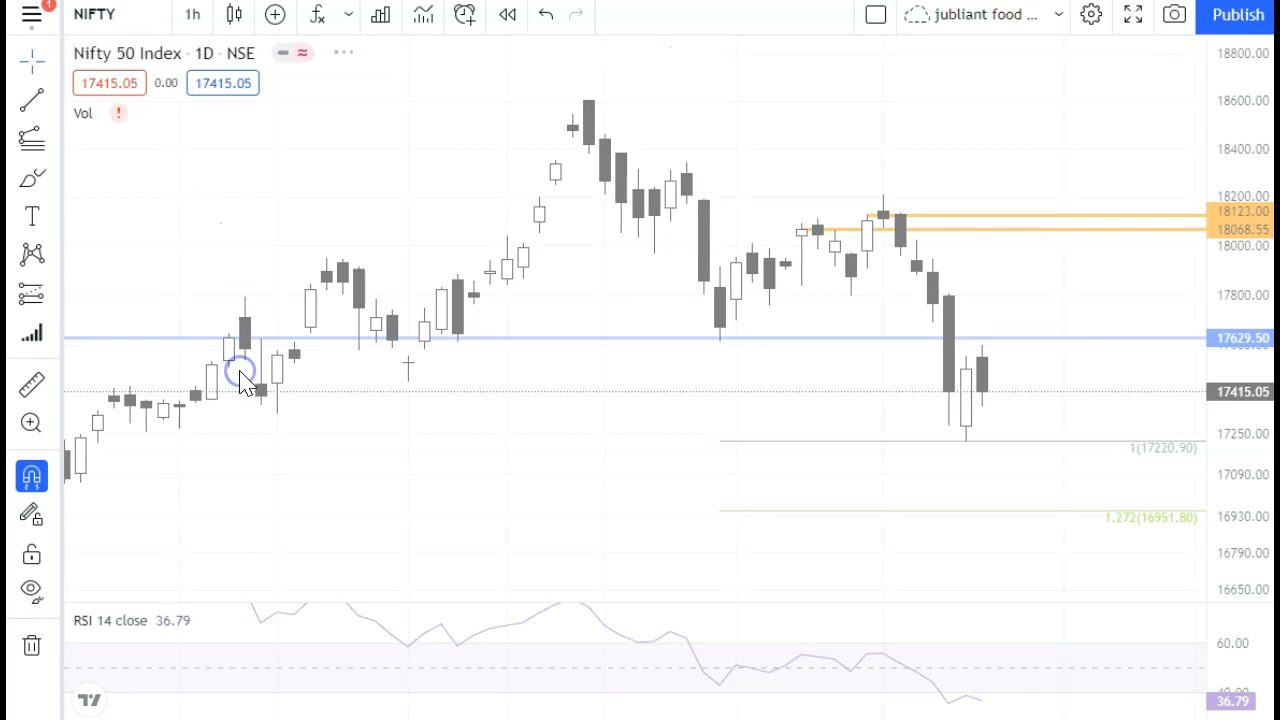 1
NIFTY
1h
jubliant food ...
Publish
Nifty 50 Index · 1D · NSE
17415.05 0.00 17415.05
Vol !
18800.00
18600.00
18400.00
18200.00
18123.00
18068.55
18000.00
17800.00
17629.50
17415.05
17250.00
1(17220.90)
17090.00
1.272(16951.80)
16930.00
16790.00
16650.00
RSI 14 close 36.79
60.00
40.00
36.79